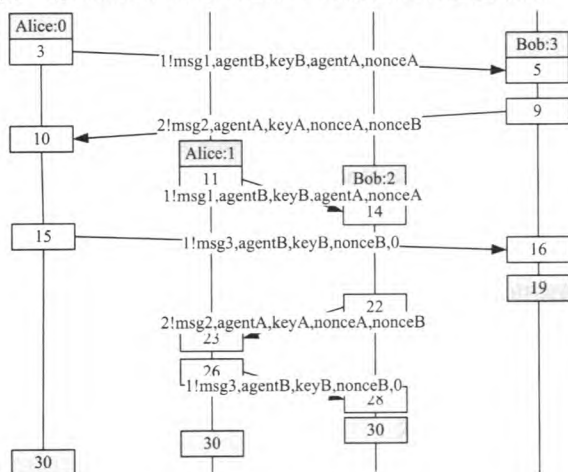 Alice:0
3
Bob:3
1!msg1,agentB,keyB,agentA,nonceA
5
9
2!msg2,agentA,keyA,nonceA,nonceB
10
Alice:1
11
Bob:2
1!msg1,agentB,keyB,agentA,nonceA
14
15
1!msg3,agentB,keyB,nonceB,0
16
19
22
2!msg2,agentA,keyA,nonceA,nonceB
23
26
1!msg3,agentB,keyB,nonceB,0
28
30
30
30